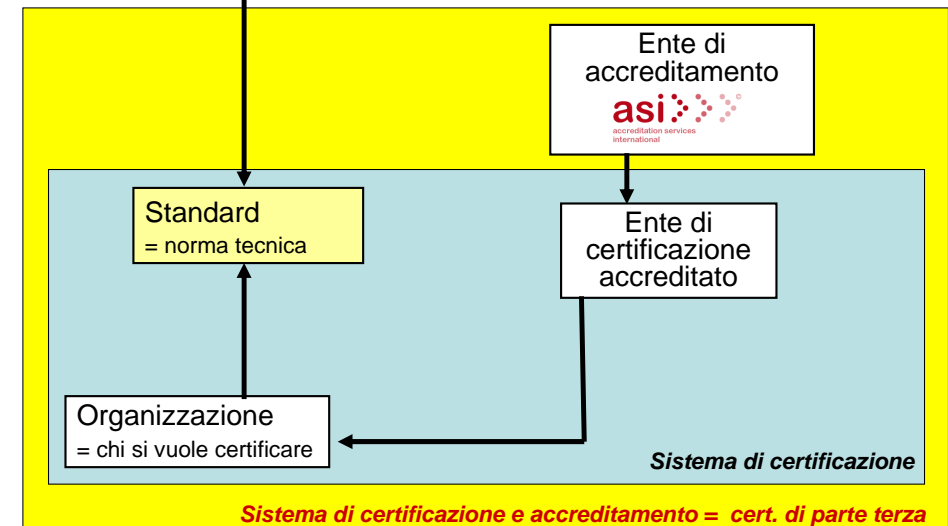 Ente di
accreditamento
asi
accreditation services
international
Standard
= norma tecnica
Ente di
certificazione
accreditato
Organizzazione
= chi si vuole certificare
Sistema di certificazione
Sistema di certificazione e accreditamento = cert. di parte terza